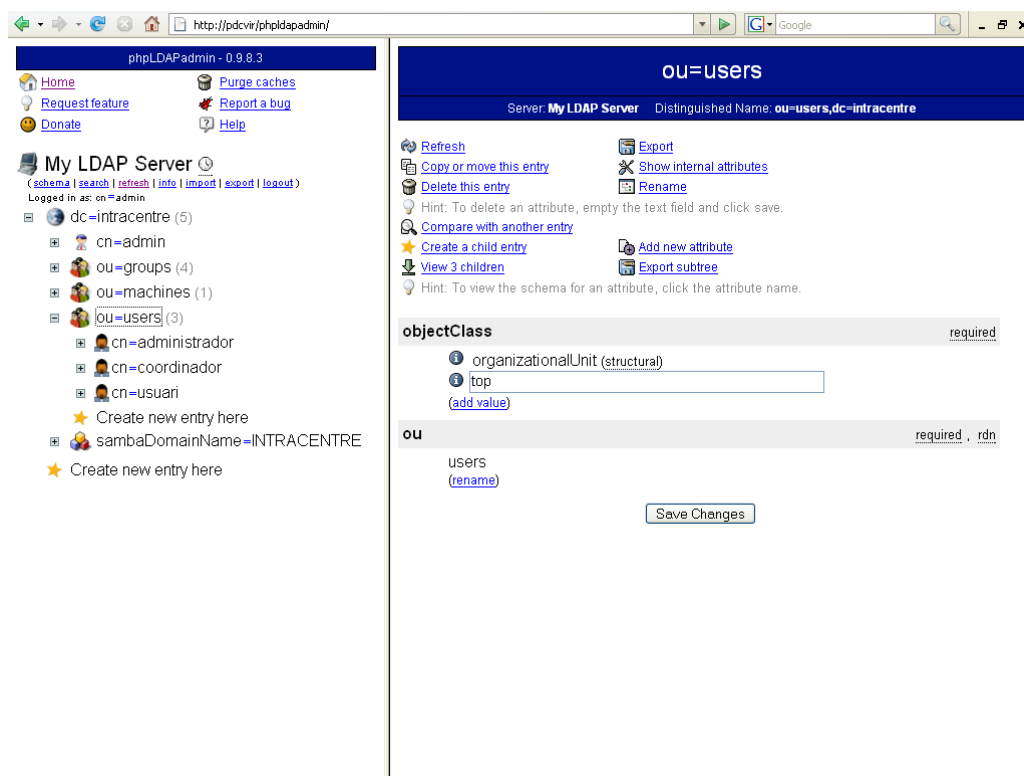 http://pdcvir/phpldapadmin/
Google
phpLDAPadmin - 0.9.8.3
Home Purge caches
Request feature Report a bug
Donate Help
My LDAP Server
( schema | search | refresh | info | import | export | logout )
Logged in as: cn=admin
dc=intracentre (5)
cn=admin
ou=groups (4)
ou=machines (1)
ou=users (3)
cn=administrador
cn=coordinador
cn=usuari
Create new entry here
sambaDomainName=INTRACENTRE
Create new entry here
ou=users
Server: My LDAP Server Distinguished Name: ou=users,dc=intracentre
Refresh Export
Copy or move this entry Show internal attributes
Delete this entry Rename
Hint: To delete an attribute, empty the text field and click save.
Compare with another entry
Create a child entry Add new attribute
View 3 children Export subtree
Hint: To view the schema for an attribute, click the attribute name.
objectClass required
organizationalUnit (structural)
top
(add value)
ou required , rdn
users
(rename)
Save Changes